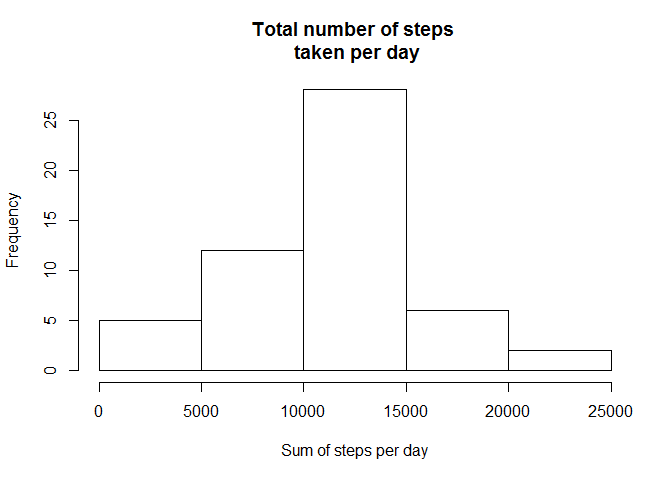 Total number of steps
taken per day
Frequency
25
20
15
10
5
0
0 5000 10000 15000 20000 25000
Sum of steps per day